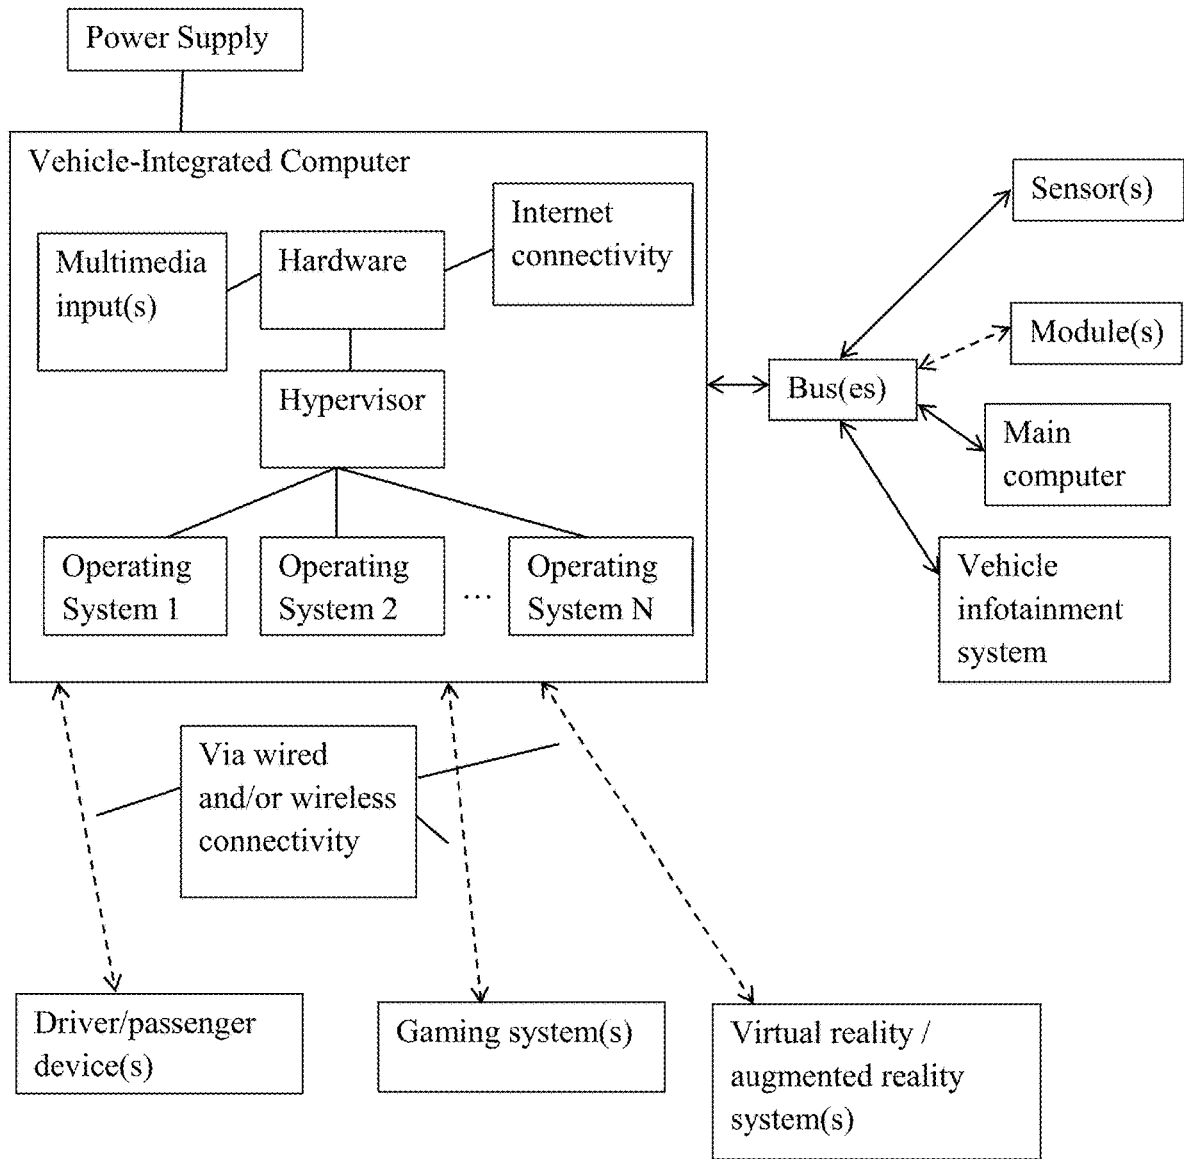 Power Supply
Vehicle-Integrated Computer
Multimedia
input(s)
Hardware
Internet
connectivity
Hypervisor
Operating
System 1
Operating
System 2
...
Operating
System N
Bus(es)
Sensor(s)
Module(s)
Main
computer
Vehicle
infotainment
system
Via wired
and/or wireless
connectivity
Driver/passenger
device(s)
Gaming system(s)
Virtual reality /
augmented reality
system(s)